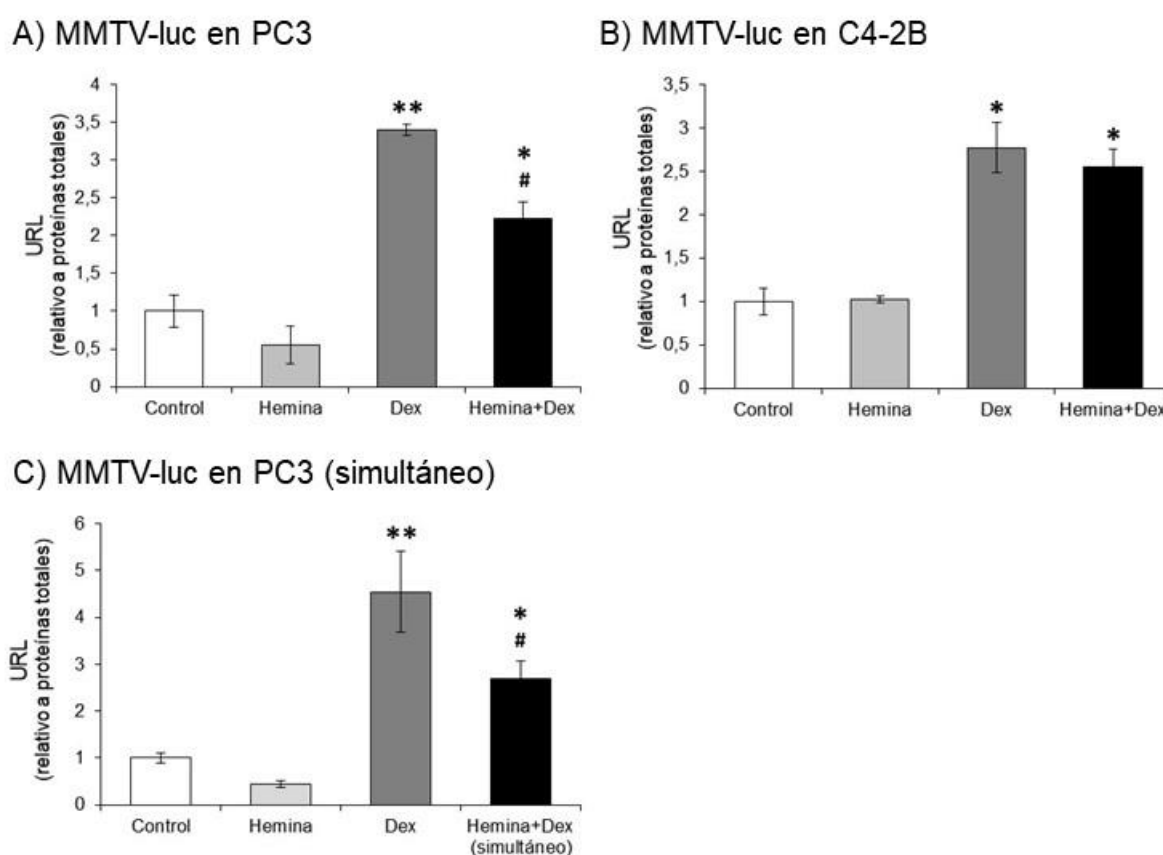 A) MMTV-luc en PC3
URL
(relativo a proteínas totales)
4
3,5
3
2,5
2
1,5
1
0,5
0
**
*
#
Control Hemina Dex Hemina+Dex
B) MMTV-luc en C4-2B
URL
(relativo a proteínas totales)
3,5
3
2,5
2
1,5
1
0,5
0
*
*
Control Hemina Dex Hemina+Dex
C) MMTV-luc en PC3 (simultáneo)
URL
(relativo a proteínas totales)
6
5
4
3
2
1
0
**
*
#
Control Hemina Dex Hemina+Dex
(simultáneo)